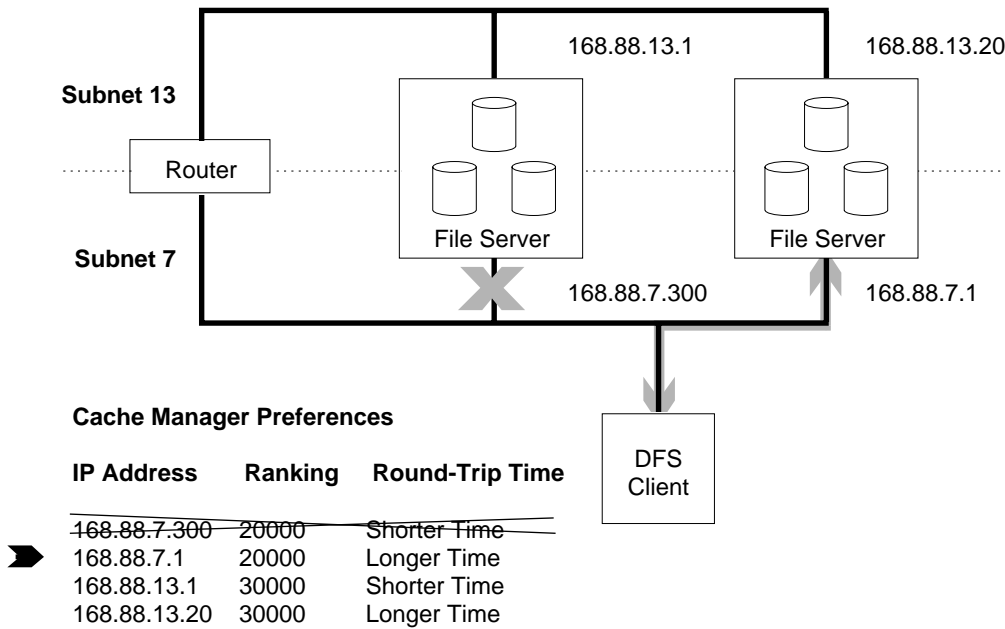 168.88.13.1
168.88.13.20
Subnet 13
Router
File Server
File Server
Subnet 7
168.88.7.300
168.88.7.1
DFS
Client
Cache Manager Preferences
IP Address Ranking Round-Trip Time
168.88.7.300 20000 Shorter Time
168.88.7.1 20000 Longer Time
168.88.13.1 30000 Shorter Time
168.88.13.20 30000 Longer Time